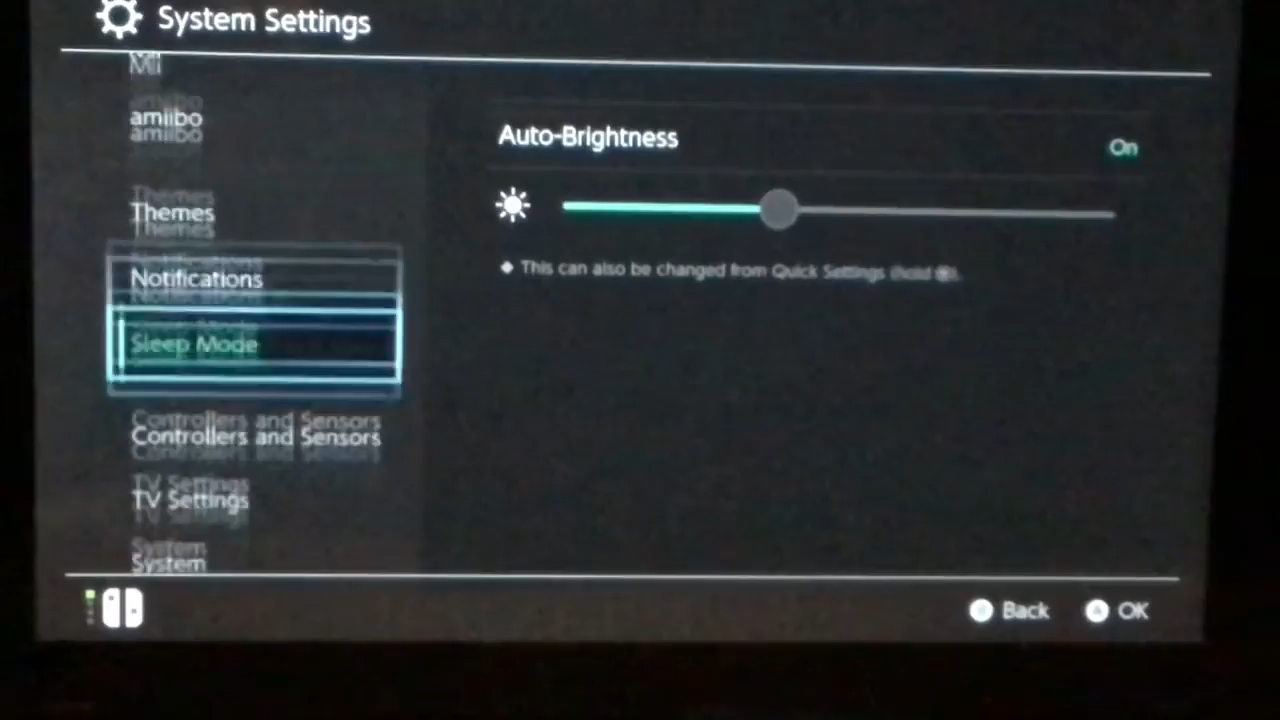 System Settings
Mii
amiibo
Themes
Notifications
Sleep Mode
Controllers and Sensors
TV Settings
System
Auto-Brightness
On
This can also be changed from Quick Settings (hold
Back
OK